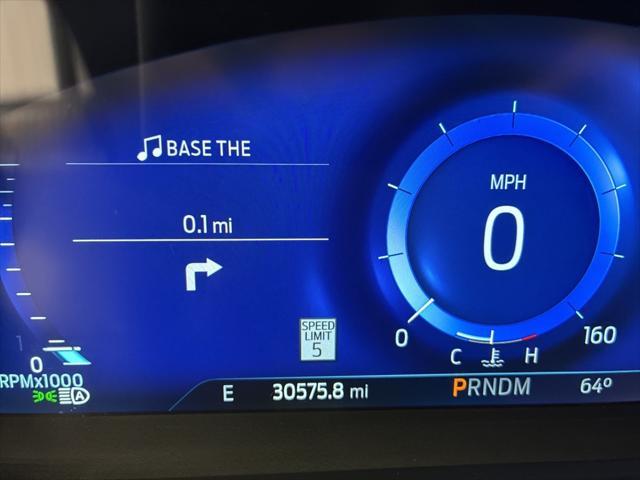 BASE THE
0.1 mi
MPH
0
SPEED
LIMIT
5
0
160
C
H
1
0
RPMx1000
A
E
30575.8 mi
PRNDM
64°